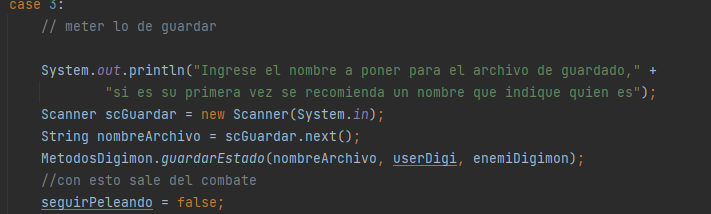 case 3:
// meter lo de guardar
System.out.println("Ingrese el nombre a poner para el archivo de guardado," +
"si es su primera vez se recomienda un nombre que indique quien es");
Scanner scGuardar = new Scanner(System.in);
String nombreArchivo = scGuardar.next();
MetodosDigimon.guardarEstado(nombreArchivo, userDigi, enemiDigimon);
//con esto sale del combate
seguirPeleando = false;